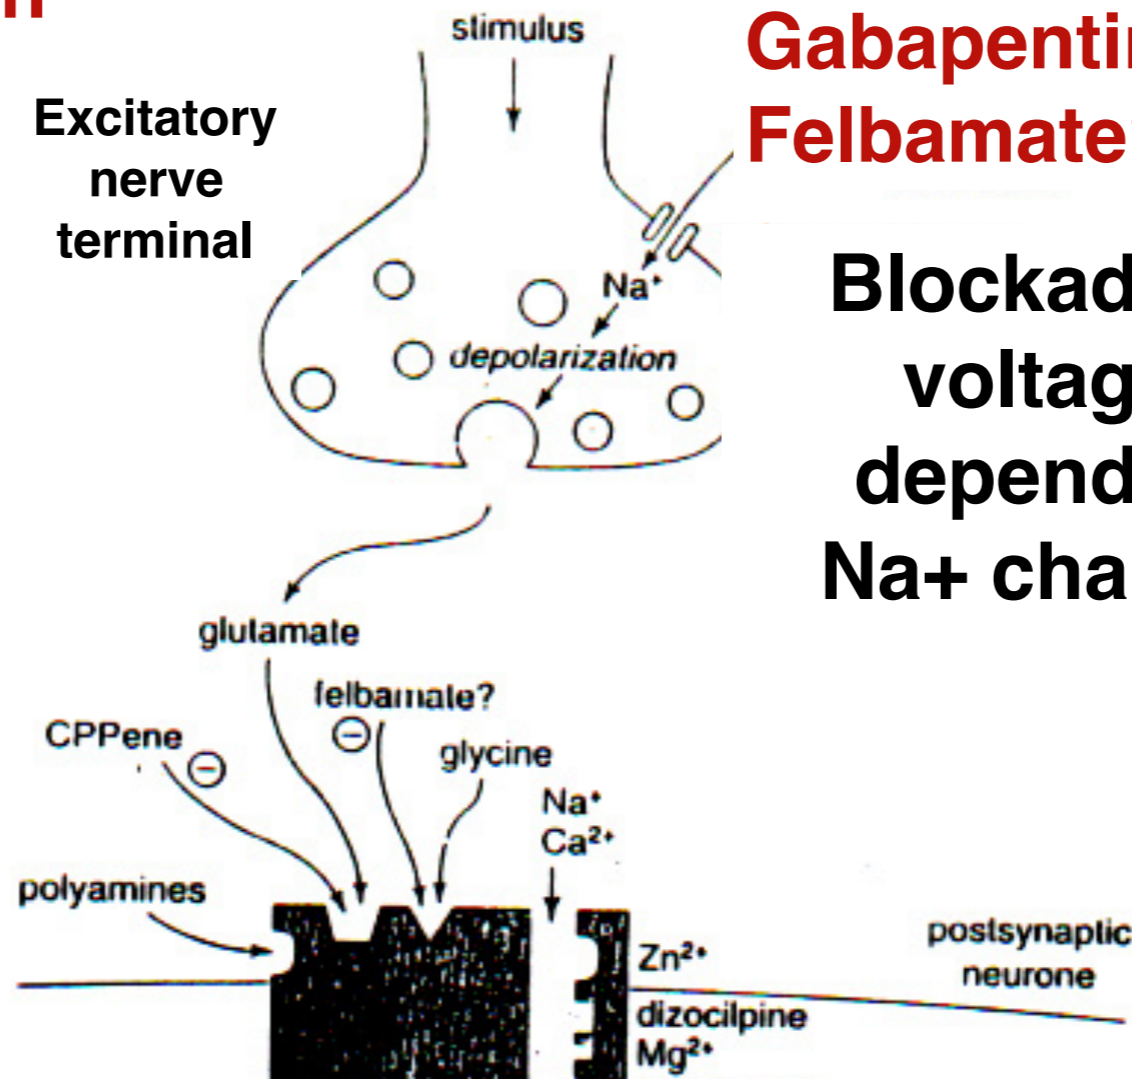 stimulus
Gabapentin
Felbamate
Excitatory
nerve
terminal
Blockad
voltag
depend
Na+ cha
Na⁺
depolarization
glutamate
felbamate?
CPPene
glycine
Na⁺
Ca²⁺
polyamines
Zn²⁺
dizocilpine
Mg²⁺
postsynaptic
neurone